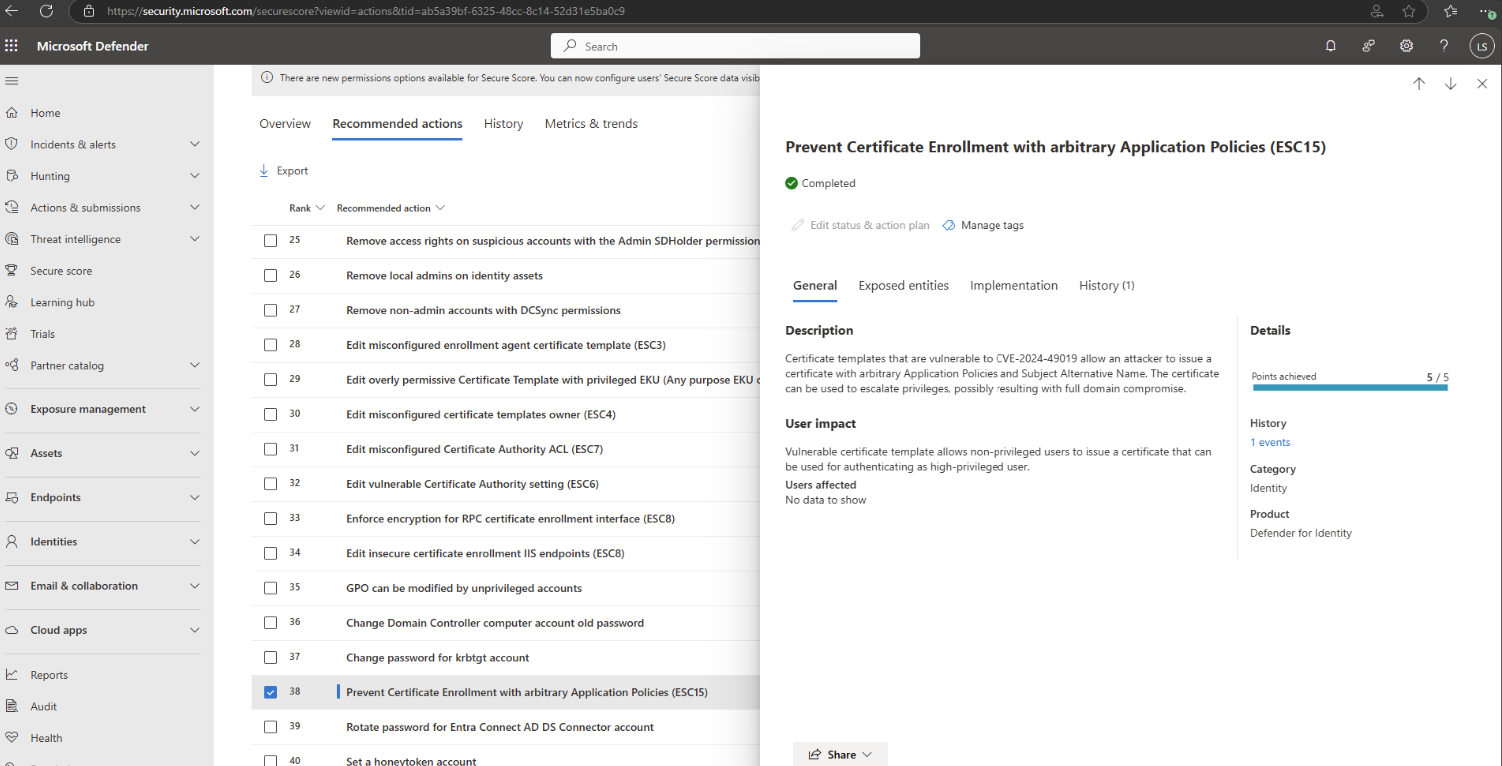 https://security.microsoft.com/securescore?viewid=actions&tid=ab5a39bf-6325-48cc-8c14-52d31e5ba0c9
Microsoft Defender
Search
LS
Home
Incidents & alerts
Hunting
Actions & submissions
Threat intelligence
Secure score
Learning hub
Trials
Partner catalog
Exposure management
Assets
Endpoints
Identities
Email & collaboration
Cloud apps
Reports
Audit
Health
There are new permissions options available for Secure Score. You can now configure users' Secure Score data visib
Overview Recommended actions History Metrics & trends
Export
Rank Recommended action
25 Remove access rights on suspicious accounts with the Admin SDHolder permission
26 Remove local admins on identity assets
27 Remove non-admin accounts with DCSync permissions
28 Edit misconfigured enrollment agent certificate template (ESC3)
29 Edit overly permissive Certificate Template with privileged EKU (Any purpose EKU o
30 Edit misconfigured certificate templates owner (ESC4)
31 Edit misconfigured Certificate Authority ACL (ESC7)
32 Edit vulnerable Certificate Authority setting (ESC6)
33 Enforce encryption for RPC certificate enrollment interface (ESC8)
34 Edit insecure certificate enrollment IIS endpoints (ESC8)
35 GPO can be modified by unprivileged accounts
36 Change Domain Controller computer account old password
37 Change password for krbtgt account
38 Prevent Certificate Enrollment with arbitrary Application Policies (ESC15)
39 Rotate password for Entra Connect AD DS Connector account
40 Set a honeytoken account
Prevent Certificate Enrollment with arbitrary Application Policies (ESC15)
Completed
Edit status & action plan Manage tags
General Exposed entities Implementation History (1)
Description
Certificate templates that are vulnerable to CVE-2024-49019 allow an attacker to issue a
certificate with arbitrary Application Policies and Subject Alternative Name. The certificate
can be used to escalate privileges, possibly resulting with full domain compromise.
User impact
Vulnerable certificate template allows non-privileged users to issue a certificate that can
be used for authenticating as high-privileged user.
Users affected
No data to show
Details
Points achieved 5 / 5
History
1 events
Category
Identity
Product
Defender for Identity
Share